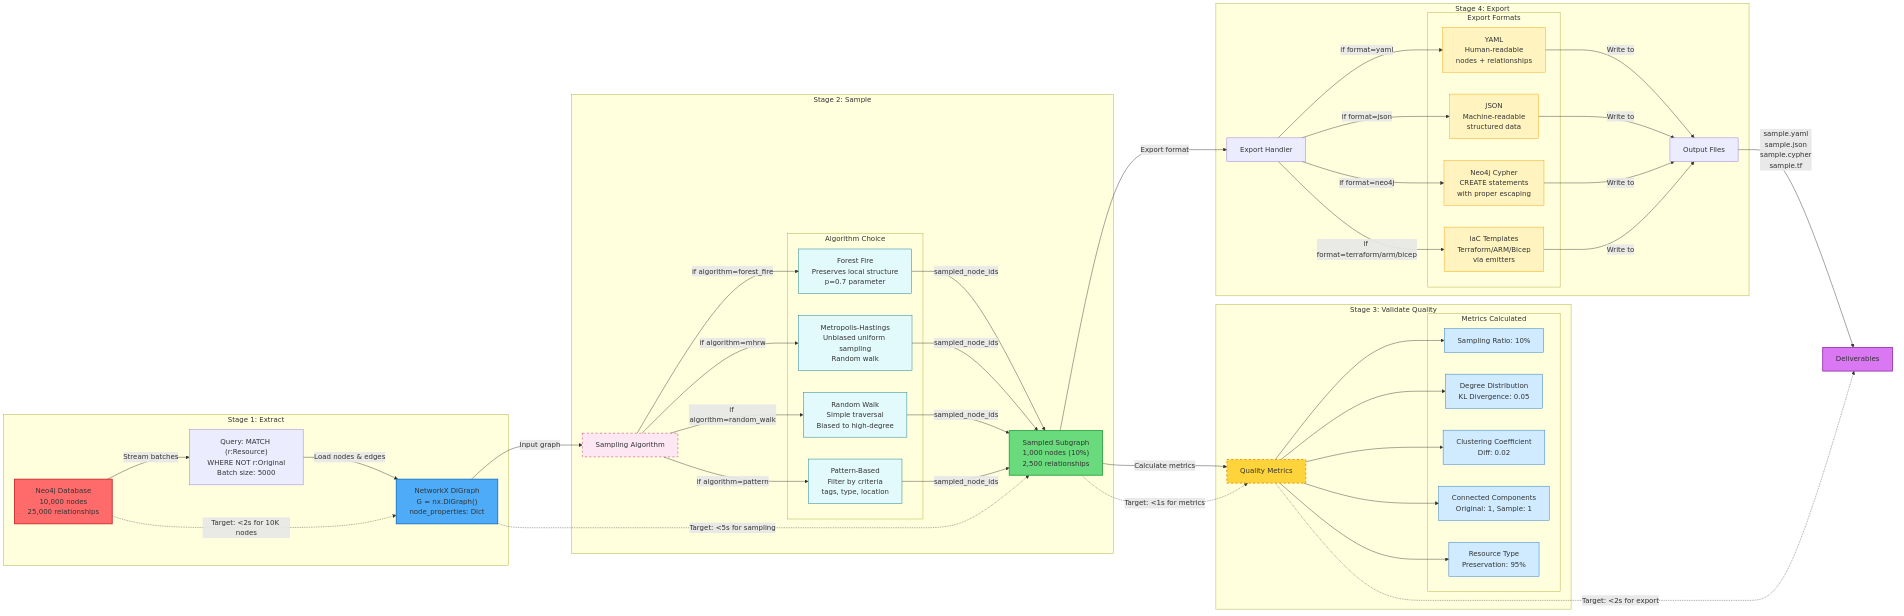 Stage 1: Extract
Neo4j Database
10,000 nodes
25,000 relationships
Stream batches
Query: MATCH
(r:Resource)
WHERE NOT r:Original
Batch size: 5000
Load nodes & edges
NetworkX DiGraph
G = nx.DiGraph()
node_properties: Dict
Target: <2s for 10K
nodes
Input graph
Stage 2: Sample
Sampling Algorithm
if algorithm=forest_fire
if algorithm=mhrw
if
algorithm=random_walk
if algorithm=pattern
Algorithm Choice
Forest Fire
Preserves local structure
p=0.7 parameter
Metropolis-Hastings
Unbiased uniform
sampling
Random walk
Random Walk
Simple traversal
Biased to high-degree
Pattern-Based
Filter by criteria
tags, type, location
sampled_node_ids
sampled_node_ids
sampled_node_ids
sampled_node_ids
Sampled Subgraph
1,000 nodes (10%)
2,500 relationships
Target: <5s for sampling
Export format
Calculate metrics
Target: <1s for metrics
Stage 4: Export
Export Handler
if format=yaml
if format=json
if format=neo4j
if
format=terraform/arm/bicep
Export Formats
YAML
Human-readable
nodes + relationships
JSON
Machine-readable
structured data
Neo4j Cypher
CREATE statements
with proper escaping
IaC Templates
Terraform/ARM/Bicep
via emitters
Write to
Write to
Write to
Write to
Output Files
sample.yaml
sample.json
sample.cypher
sample.tf
Stage 3: Validate Quality
Quality Metrics
Metrics Calculated
Sampling Ratio: 10%
Degree Distribution
KL Divergence: 0.05
Clustering Coefficient
Diff: 0.02
Connected Components
Original: 1, Sample: 1
Resource Type
Preservation: 95%
Target: <2s for export
Deliverables